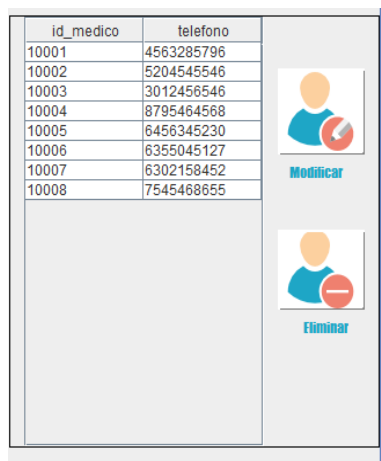 id_medico telefono
10001 4563285796
10002 5204545546
10003 3012456546
10004 8795464568
10005 6456345230
10006 6355045127
10007 6302158452
10008 7545468655
Modificar
Eliminar